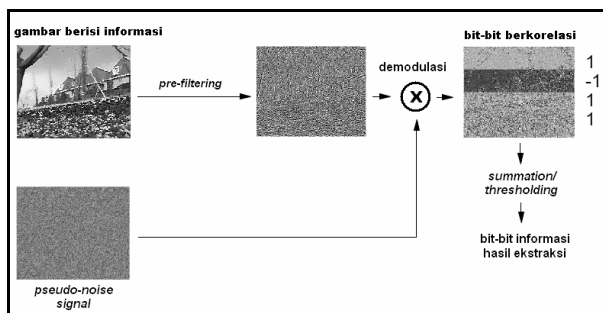 gambar berisi informasi
pre-filtering
demodulasi
X
bit-bit berkorelasi
1
-1
1
1
summation/
thresholding
bit-bit informasi
hasil ekstraksi
pseudo-noise
signal